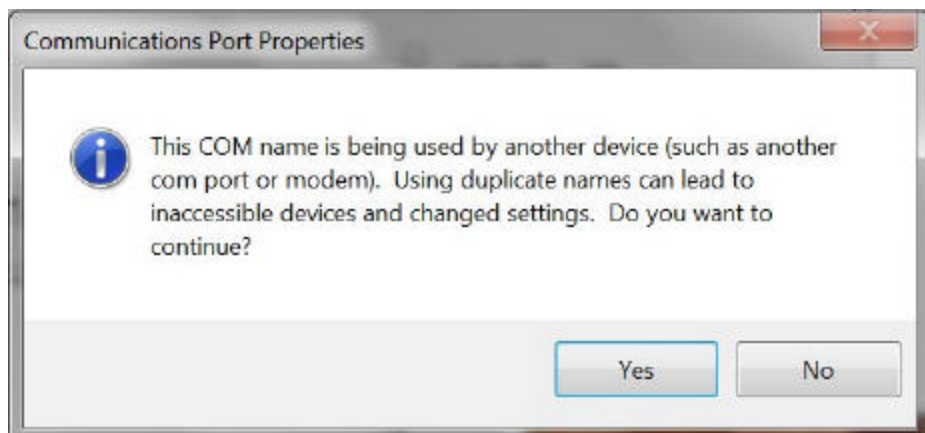 Communications Port Properties
This COM name is being used by another device (such as another
com port or modem).  Using duplicate names can lead to
inaccessible devices and changed settings.  Do you want to
continue?
Yes
No